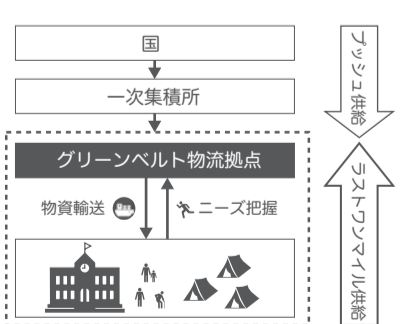 国
一次集積所
グリーンベルト物流拠点
物資輸送
ニーズ把握
プッシュ供給
ラストワンマイル供給